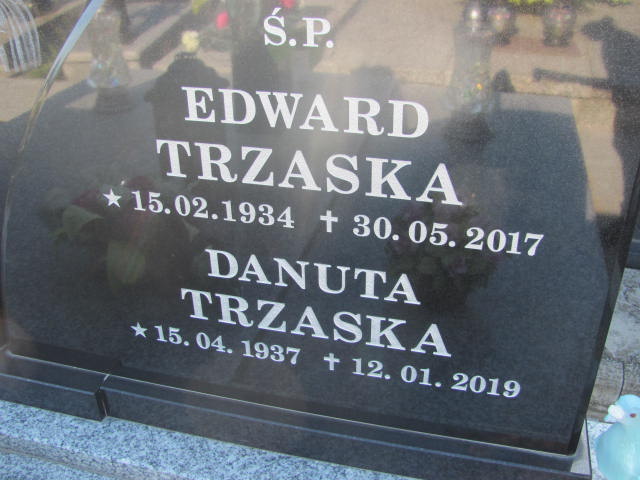 Ś.P.
EDWARD
TRZASKA
★ 15.02.1934 ✝ 30.05.2017
DANUTA
TRZASKA
★ 15.04.1937 ✝ 12.01.2019